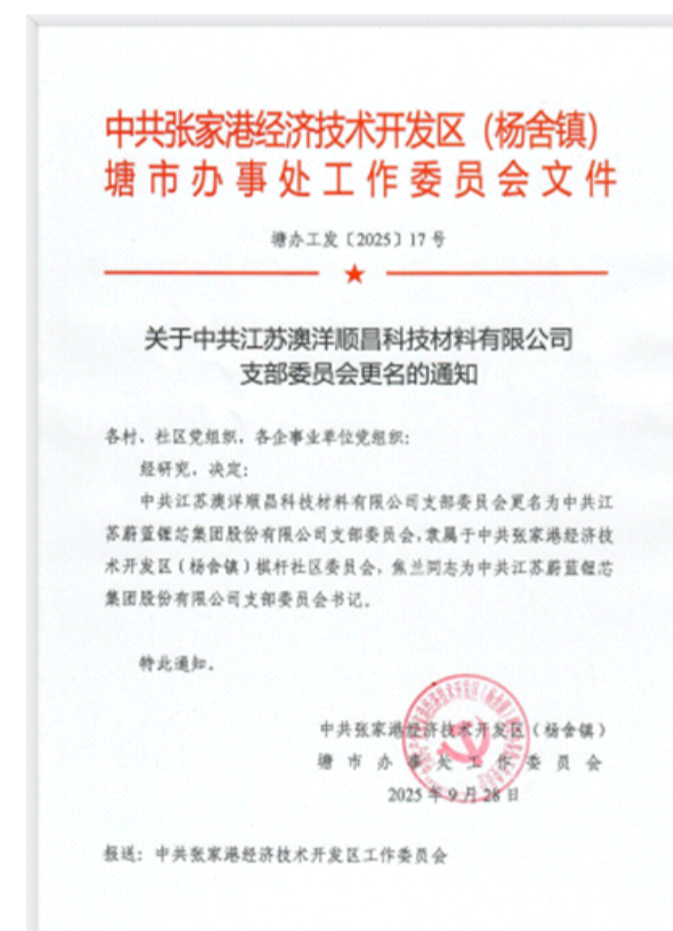 中共张家港经济技术开发区（杨舍镇）
塘市办事处工作委员会文件
塘办工发〔2025〕17号
关于中共江苏澳洋顺昌科技材料有限公司
支部委员会更名的通知
各村、社区党组织，各企事业单位党组织：
经研究，决定：
中共江苏澳洋顺昌科技材料有限公司支部委员会更名为中共江
苏蔚蓝锂芯集团股份有限公司支部委员会，隶属于中共张家港经济技
术开发区（杨舍镇）棋杆社区委员会，焦兰同志为中共江苏蔚蓝锂芯
集团股份有限公司支部委员会书记。
特此通知。
中共张家港经济技术开发区（杨舍镇）
塘市办事处工作委员会
2025年9月28日
报送：中共张家港经济技术开发区工作委员会